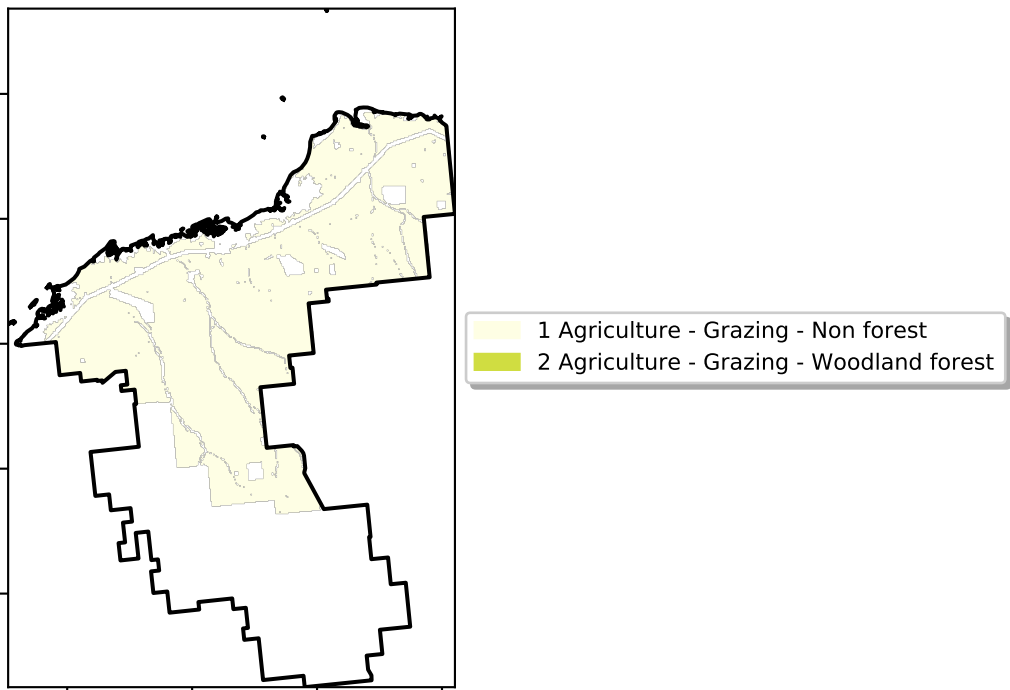 1 Agriculture - Grazing - Non forest
2 Agriculture - Grazing - Woodland forest